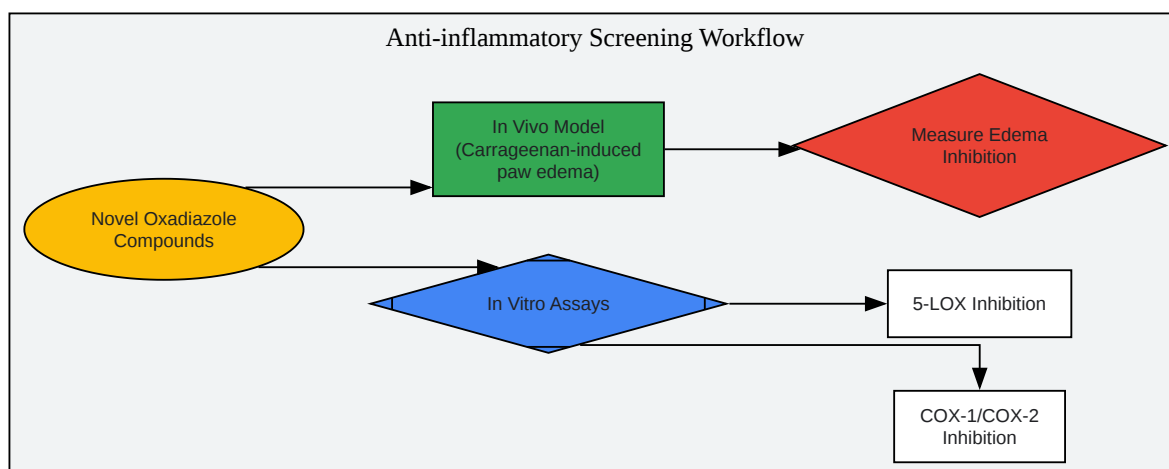 Anti-inflammatory Screening Workflow
In Vivo Model
(Carrageenan-induced
paw edema)
Measure Edema
Inhibition
Novel Oxadiazole
Compounds
In Vitro Assays
5-LOX Inhibition
COX-1/COX-2
Inhibition